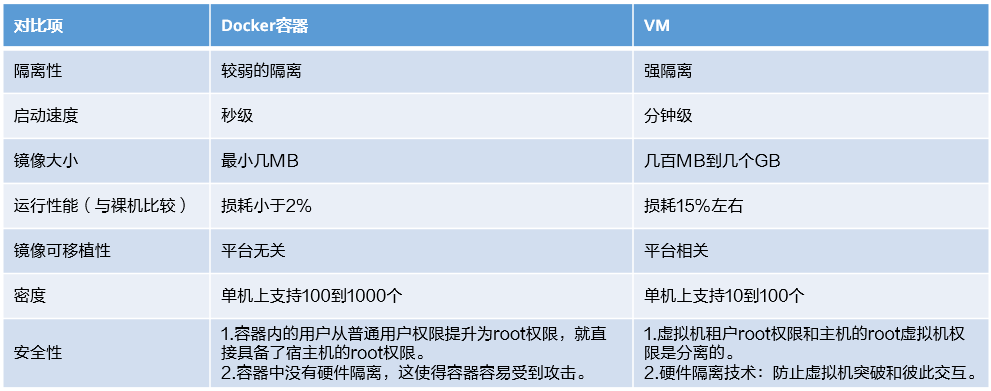 对比项 Docker容器 VM
隔离性 较弱的隔离 强隔离
启动速度 秒级 分钟级
镜像大小 最小几MB 几百MB到几个GB
运行性能（与裸机比较） 损耗小于2% 损耗15%左右
镜像可移植性 平台无关 平台相关
密度 单机上支持100到1000个 单机上支持10到100个
安全性
1.容器内的用户从普通用户权限提升为root权限，就直
接具备了宿主机的root权限。
2.容器中没有硬件隔离，这使得容器容易受到攻击。
1.虚拟机租户root权限和主机的root虚拟机权
限是分离的。
2.硬件隔离技术：防止虚拟机突破和彼此交互。